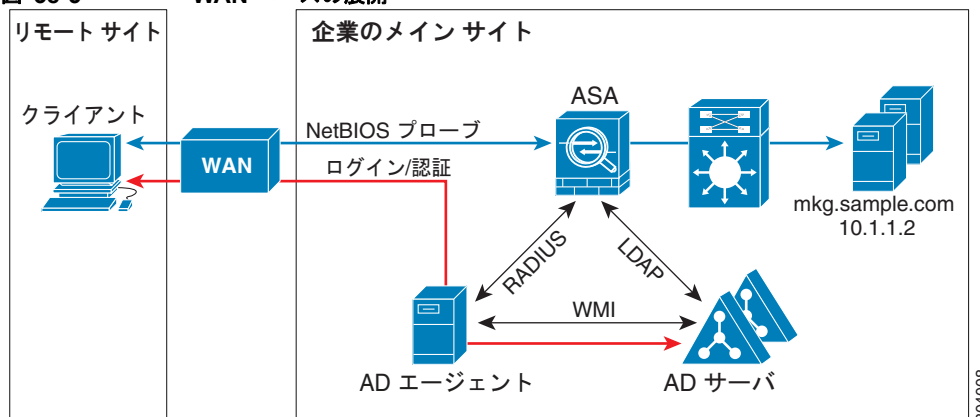 WAN
リモート サイト
企業のメイン サイト
クライアント
ASA
NetBIOS プローブ
WAN
ログイン/認証
mkg.sample.com
10.1.1.2
RADIUS
LDAP
WMI
AD エージェント
AD サーバ